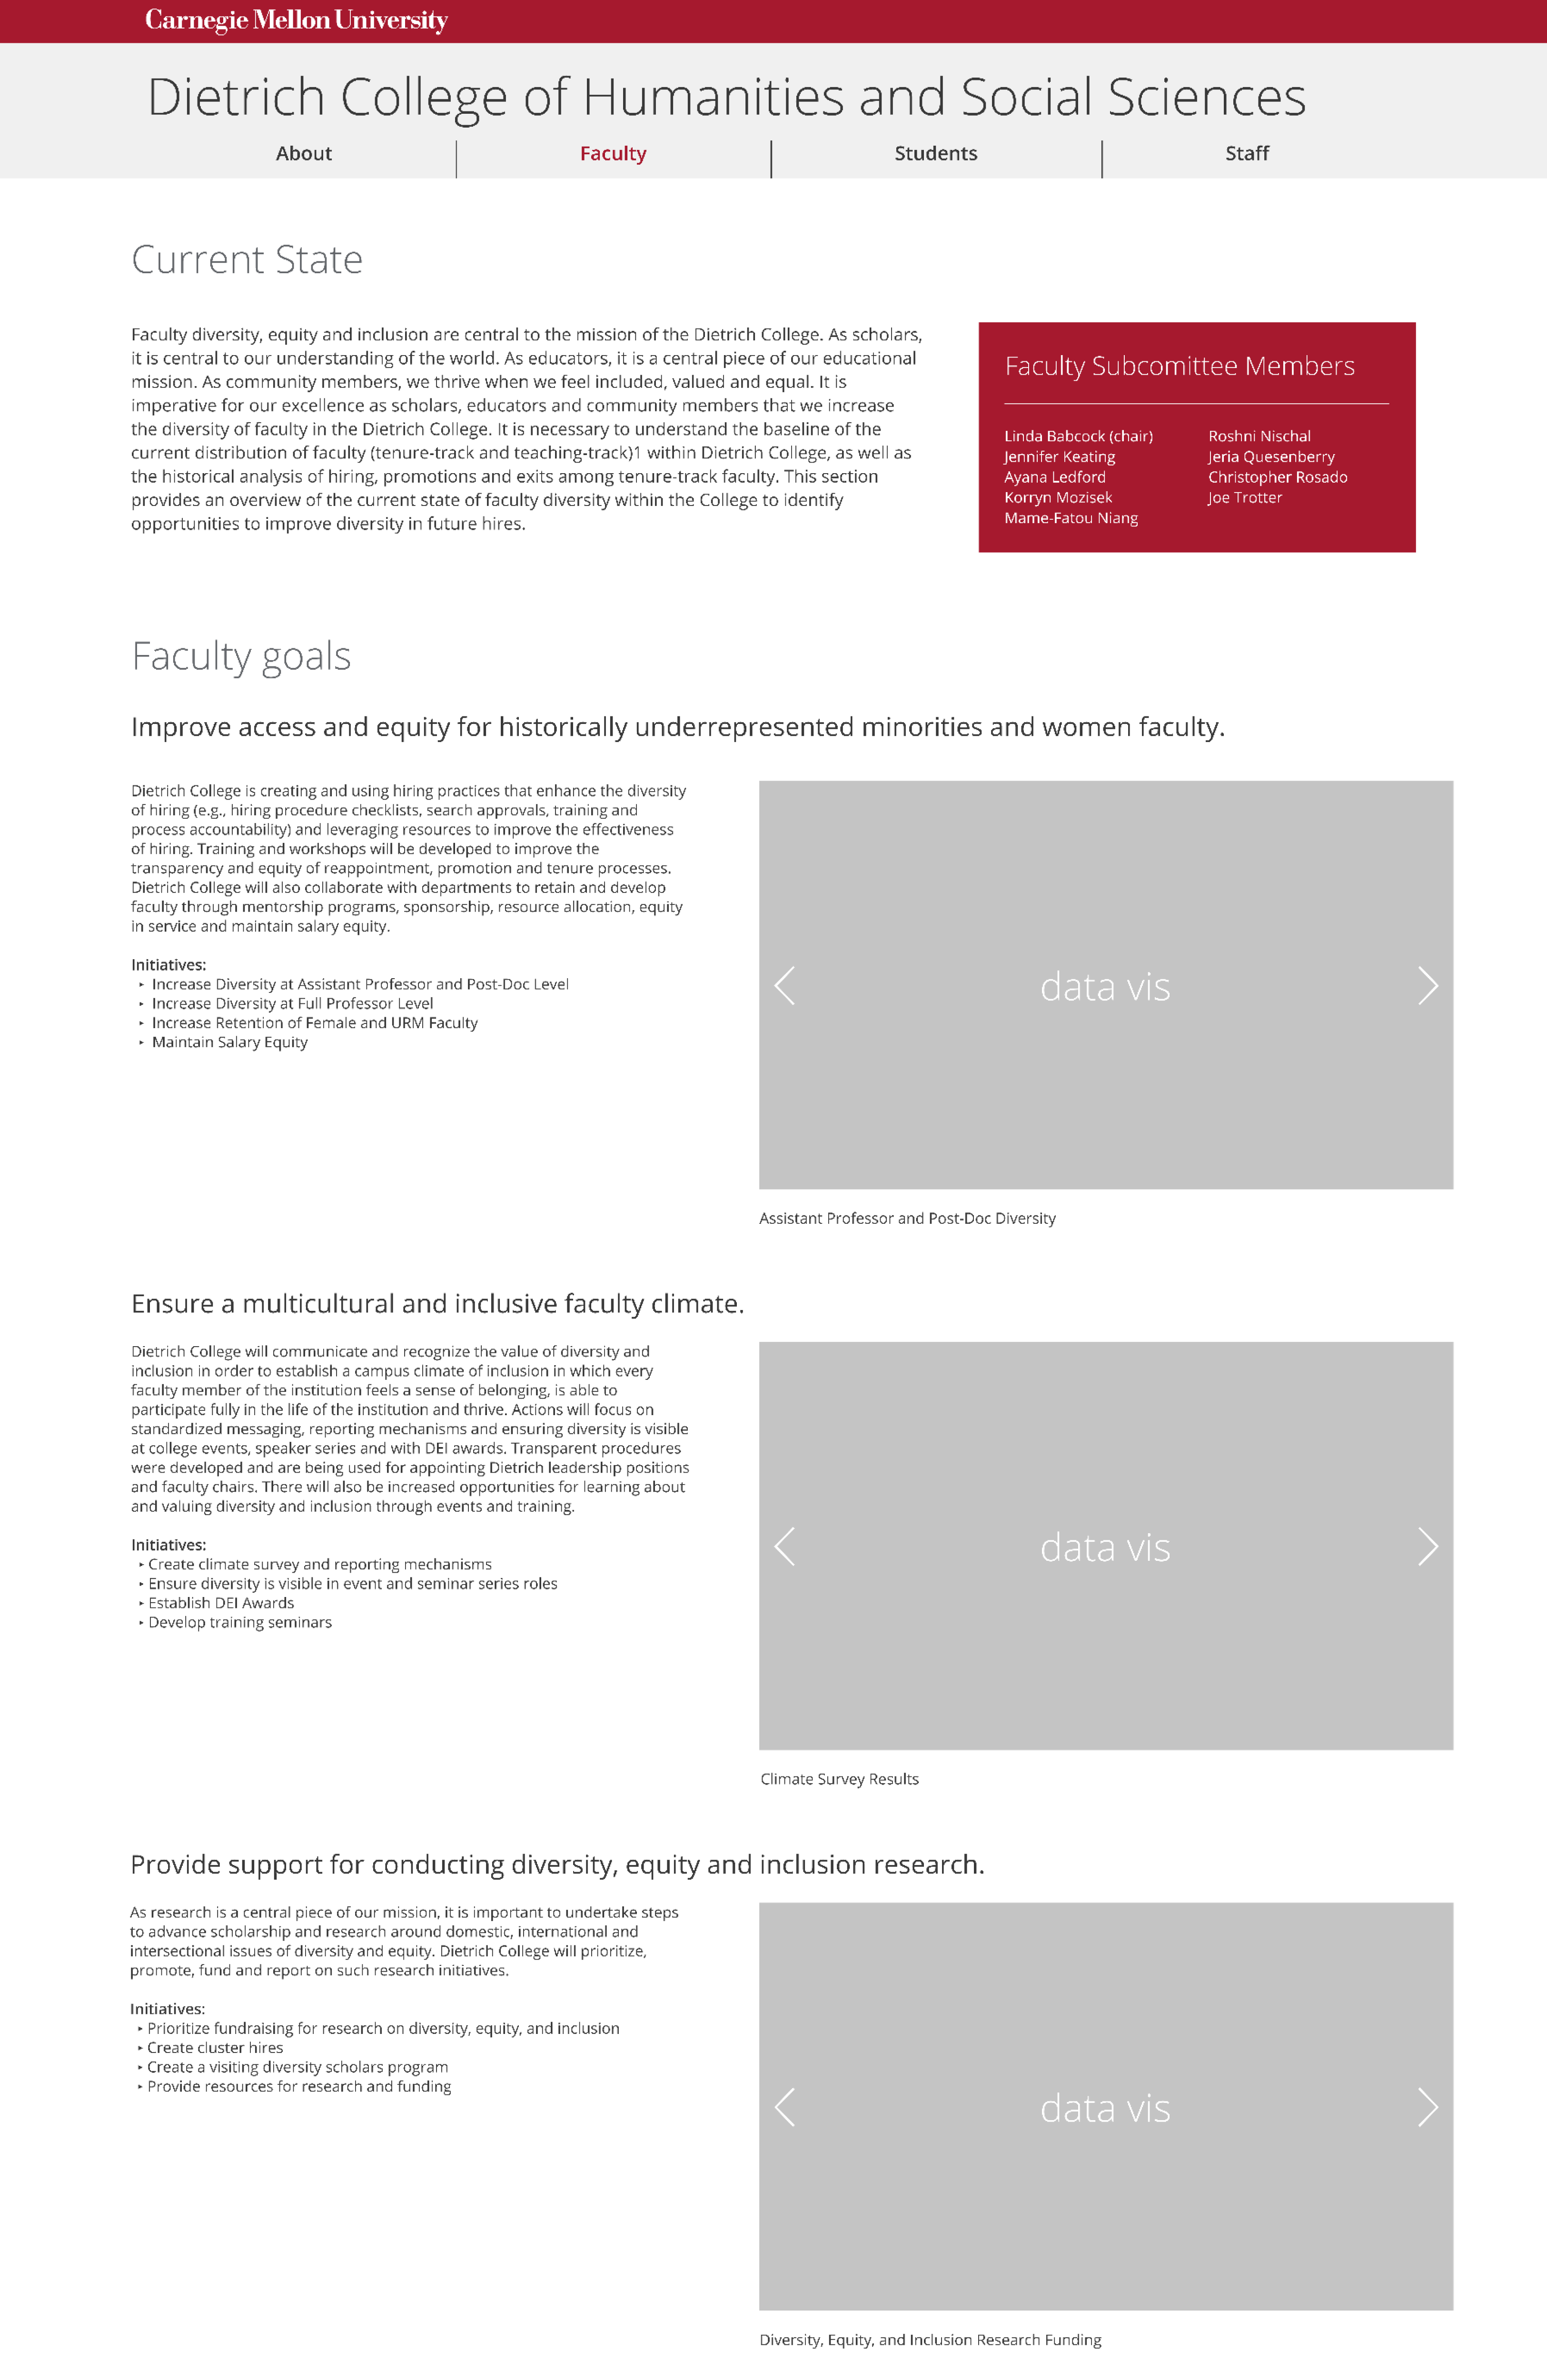 Carnegie Mellon University
Dietrich College of Humanities and Social Sciences
About
Faculty
Students
Staff
Current State
Faculty diversity, equity and inclusion are central to the mission of the Dietrich College. As scholars,
it is central to our understanding of the world. As educators, it is a central piece of our educational
mission. As community members, we thrive when we feel included, valued and equal. It is
imperative for our excellence as scholars, educators and community members that we increase
the diversity of faculty in the Dietrich College. It is necessary to understand the baseline of the
current distribution of faculty (tenure-track and teaching-track)1 within Dietrich College, as well as
the historical analysis of hiring, promotions and exits among tenure-track faculty. This section
provides an overview of the current state of faculty diversity within the College to identify
opportunities to improve diversity in future hires.
Faculty Subcomittee Members
Linda Babcock (chair)
Jennifer Keating
Ayana Ledford
Korryn Mozisek
Mame-Fatou Niang
Roshni Nischal
Jeria Quesenberry
Christopher Rosado
Joe Trotter
Faculty goals
Improve access and equity for historically underrepresented minorities and women faculty.
Dietrich College is creating and using hiring practices that enhance the diversity
of hiring (e.g., hiring procedure checklists, search approvals, training and
process accountability) and leveraging resources to improve the effectiveness
of hiring. Training and workshops will be developed to improve the
transparency and equity of reappointment, promotion and tenure processes.
Dietrich College will also collaborate with departments to retain and develop
faculty through mentorship programs, sponsorship, resource allocation, equity
in service and maintain salary equity.
Initiatives:
‣ Increase Diversity at Assistant Professor and Post-Doc Level
‣ Increase Diversity at Full Professor Level
‣ Increase Retention of Female and URM Faculty
‣ Maintain Salary Equity
data vis
Assistant Professor and Post-Doc Diversity
Ensure a multicultural and inclusive faculty climate.
Dietrich College will communicate and recognize the value of diversity and
inclusion in order to establish a campus climate of inclusion in which every
faculty member of the institution feels a sense of belonging, is able to
participate fully in the life of the institution and thrive. Actions will focus on
standardized messaging, reporting mechanisms and ensuring diversity is visible
at college events, speaker series and with DEI awards. Transparent procedures
were developed and are being used for appointing Dietrich leadership positions
and faculty chairs. There will also be increased opportunities for learning about
and valuing diversity and inclusion through events and training.
Initiatives:
‣ Create climate survey and reporting mechanisms
‣ Ensure diversity is visible in event and seminar series roles
‣ Establish DEI Awards
‣ Develop training seminars
data vis
Climate Survey Results
Provide support for conducting diversity, equity and inclusion research.
As research is a central piece of our mission, it is important to undertake steps
to advance scholarship and research around domestic, international and
intersectional issues of diversity and equity. Dietrich College will prioritize,
promote, fund and report on such research initiatives.
Initiatives:
‣ Prioritize fundraising for research on diversity, equity, and inclusion
‣ Create cluster hires
‣ Create a visiting diversity scholars program
‣ Provide resources for research and funding
data vis
Diversity, Equity, and Inclusion Research Funding